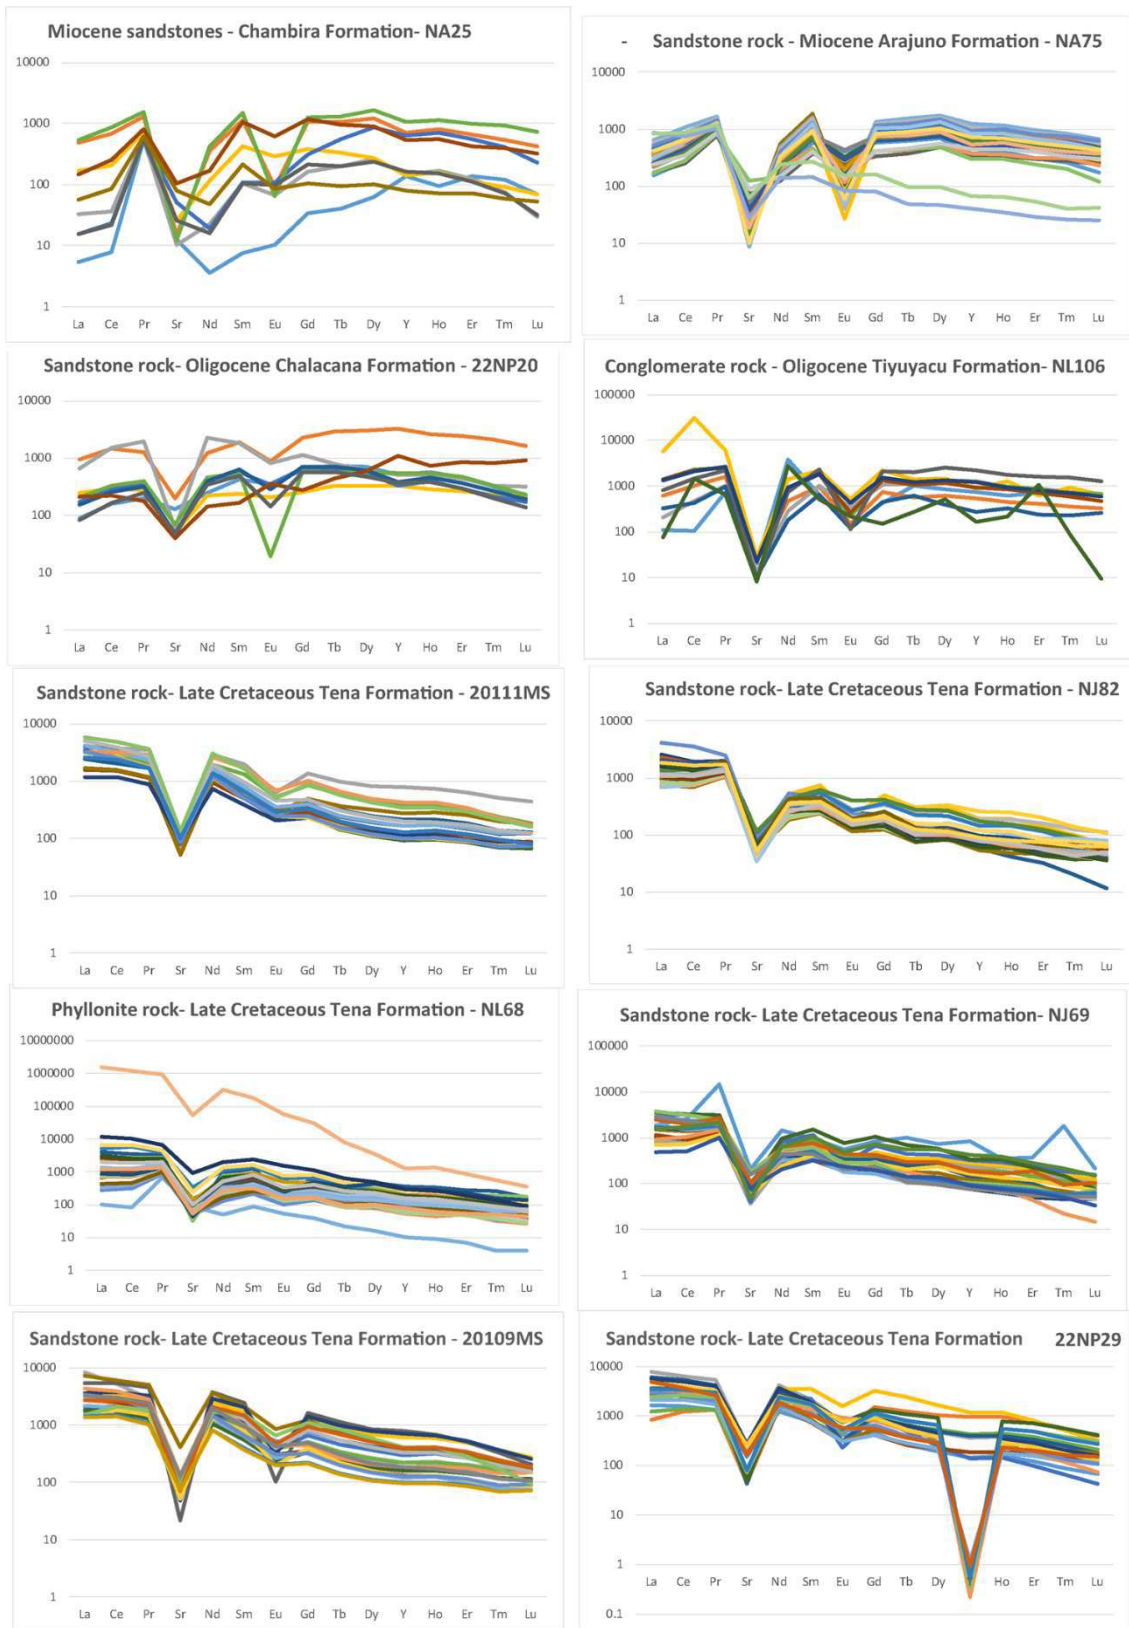 Miocene sandstones - Chambira Formation- NA25
10000
1000
100
10
1
La Ce Pr Sr Nd Sm Eu Gd Tb Dy Y Ho Er Tm Lu
- Sandstone rock - Miocene Arajuno Formation - NA75
10000
1000
100
10
1
La Ce Pr Sr Nd Sm Eu Gd Tb Dy Y Ho Er Tm Lu
Sandstone rock- Oligocene Chalacana Formation - 22NP20
10000
1000
100
10
1
La Ce Pr Sr Nd Sm Eu Gd Tb Dy Y Ho Er Tm Lu
Conglomerate rock - Oligocene Tiyuyacu Formation- NL106
100000
10000
1000
100
10
1
La Ce Pr Sr Nd Sm Eu Gd Tb Dy Y Ho Er Tm Lu
Sandstone rock- Late Cretaceous Tena Formation - 20111MS
10000
1000
100
10
1
La Ce Pr Sr Nd Sm Eu Gd Tb Dy Y Ho Er Tm Lu
Sandstone rock- Late Cretaceous Tena Formation - NJ82
10000
1000
100
10
1
La Ce Pr Sr Nd Sm Eu Gd Tb Dy Y Ho Er Tm Lu
Phyllonite rock- Late Cretaceous Tena Formation - NL68
10000000
1000000
100000
10000
1000
100
10
1
La Ce Pr Sr Nd Sm Eu Gd Tb Dy Y Ho Er Tm Lu
Sandstone rock- Late Cretaceous Tena Formation- NJ69
100000
10000
1000
100
10
1
La Ce Pr Sr Nd Sm Eu Gd Tb Dy Y Ho Er Tm Lu
Sandstone rock- Late Cretaceous Tena Formation - 20109MS
10000
1000
100
10
1
La Ce Pr Sr Nd Sm Eu Gd Tb Dy Y Ho Er Tm Lu
Sandstone rock- Late Cretaceous Tena Formation 22NP29
10000
1000
100
10
1
La Ce Pr Sr Nd Sm Eu Gd Tb Dy Y Ho Er Tm Lu
0.1